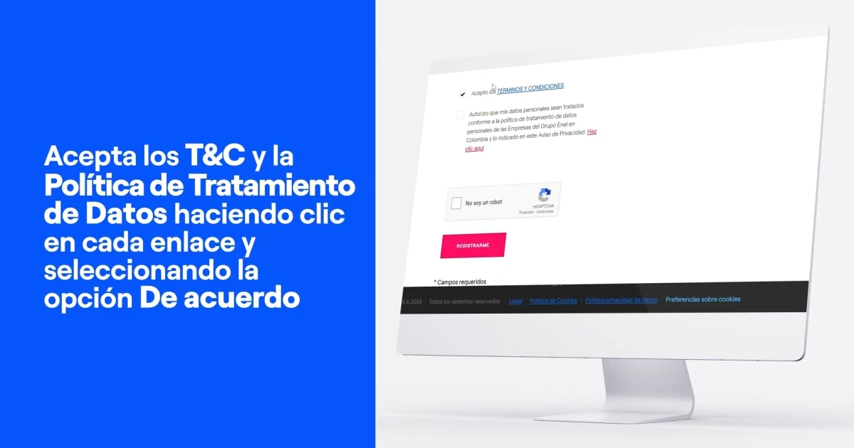 Acepta los T&C y la
Política de Tratamiento
de Datos haciendo clic
en cada enlace y
seleccionando la
opción De acuerdo
Acepto los TÉRMINOS Y CONDICIONES
Autorizo que mis datos personales sean tratados
conforme a la política de tratamiento de datos
personales de las Empresas del Grupo Enel en
Colombia y lo indicado en este Aviso de Privacidad. Haz
clic aquí
No soy un robot
reCAPTCHA
Privacidad - Condiciones
REGISTRARME
* Campos requeridos
Todos los derechos reservados | Legal | Política de Cookies | Política privacidad de datos | Preferencias sobre cookies